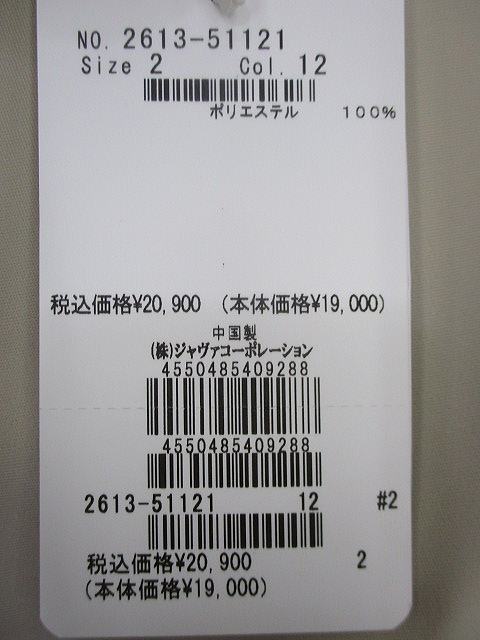 NO. 2613-51121
Size 2 Col. 12
ポリエステル 100%
税込価格¥20,900 (本体価格¥19,000)
中国製
(株)ジャヴァコーポレーション
4550485409288
4550485409288
2613-51121 12 #2
税込価格¥20,900 2
(本体価格¥19,000)